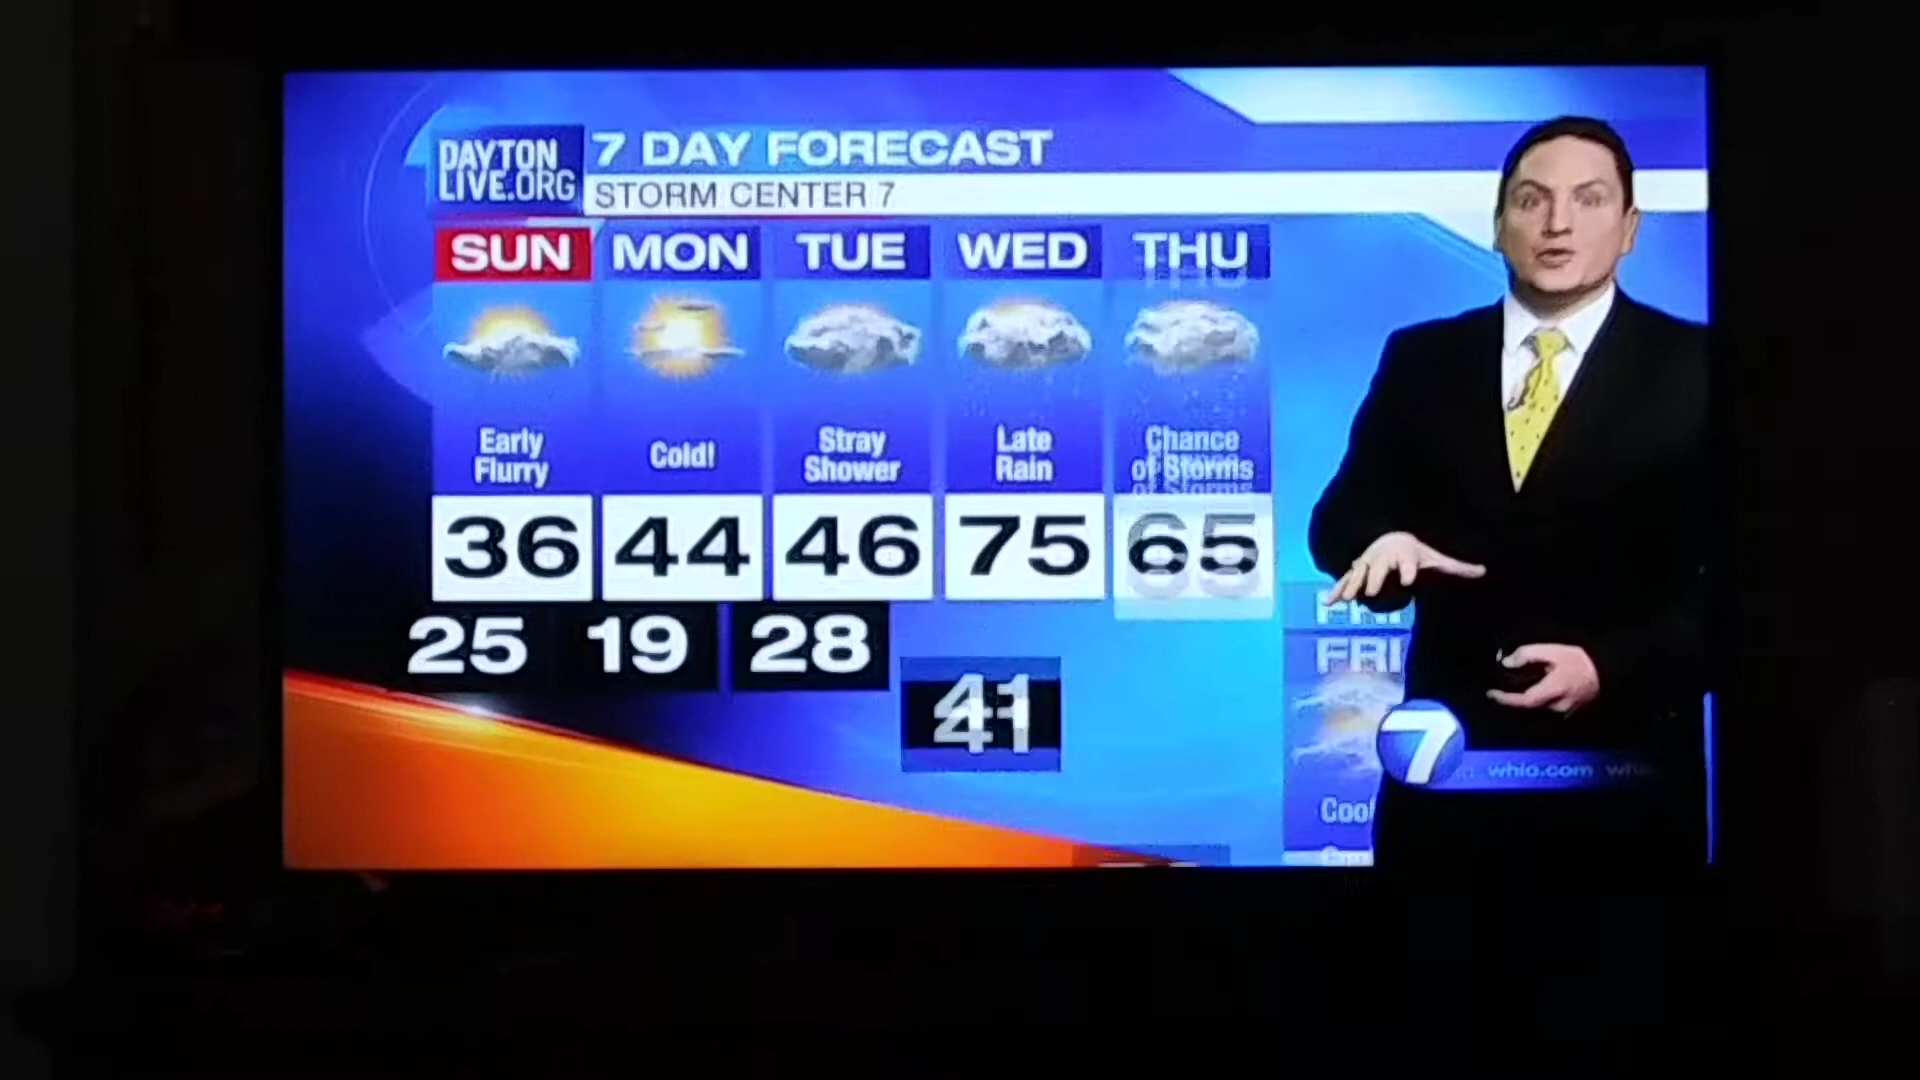 DAYTON
LIVE.ORG
7 DAY FORECAST
STORM CENTER 7
SUN MON TUE WED THU
Early
Flurry
Cold!
Stray
Shower
Late
Rain
Chance
of Storms
36 44 46 75 65
25 19 28
41
FRI
7
whio.com